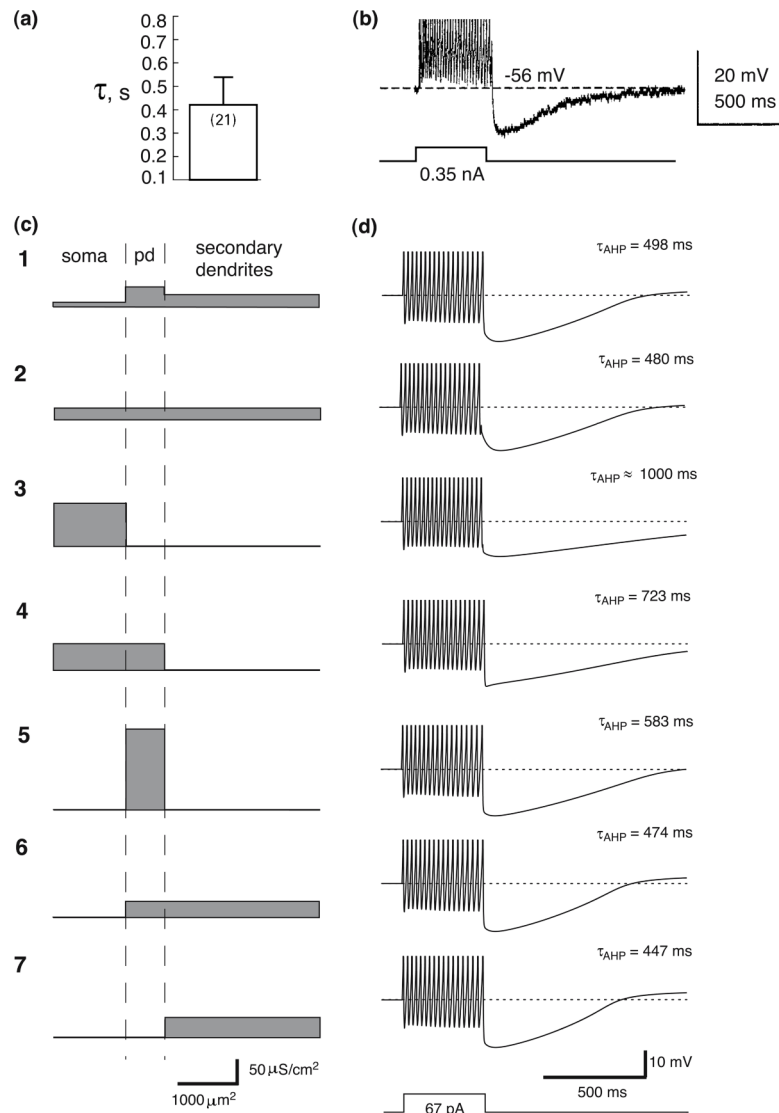 (a)
0.8
0.7
0.6
0.5
0.4
0.3
0.2
0.1
τ, s
(21)
(b)
-56 mV
20 mV
500 ms
0.35 nA
(c)
soma
pd
secondary
dendrites
1
2
3
4
5
6
7
50 μS/cm²
1000 μm²
(d)
τAHP = 498 ms
τAHP = 480 ms
τAHP ≈ 1000 ms
τAHP = 723 ms
τAHP = 583 ms
τAHP = 474 ms
τAHP = 447 ms
10 mV
500 ms
67 pA